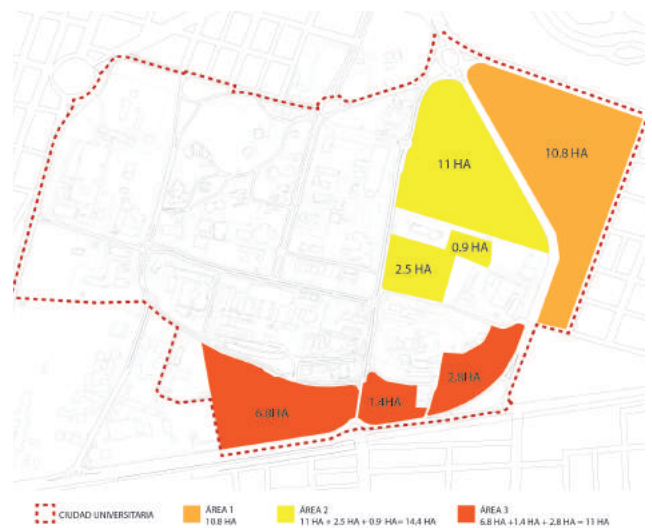 11 HA
10.8 HA
0.9 HA
2.5 HA
2.8HA
1.4HA
6.8HA
CIUDAD UNIVERSITARIA
ÁREA 1
10.8 HA
ÁREA 2
11 HA + 2.5 HA + 0.9 HA = 14.4 HA
ÁREA 3
6.8 HA +1.4 HA + 2.8 HA = 11 HA